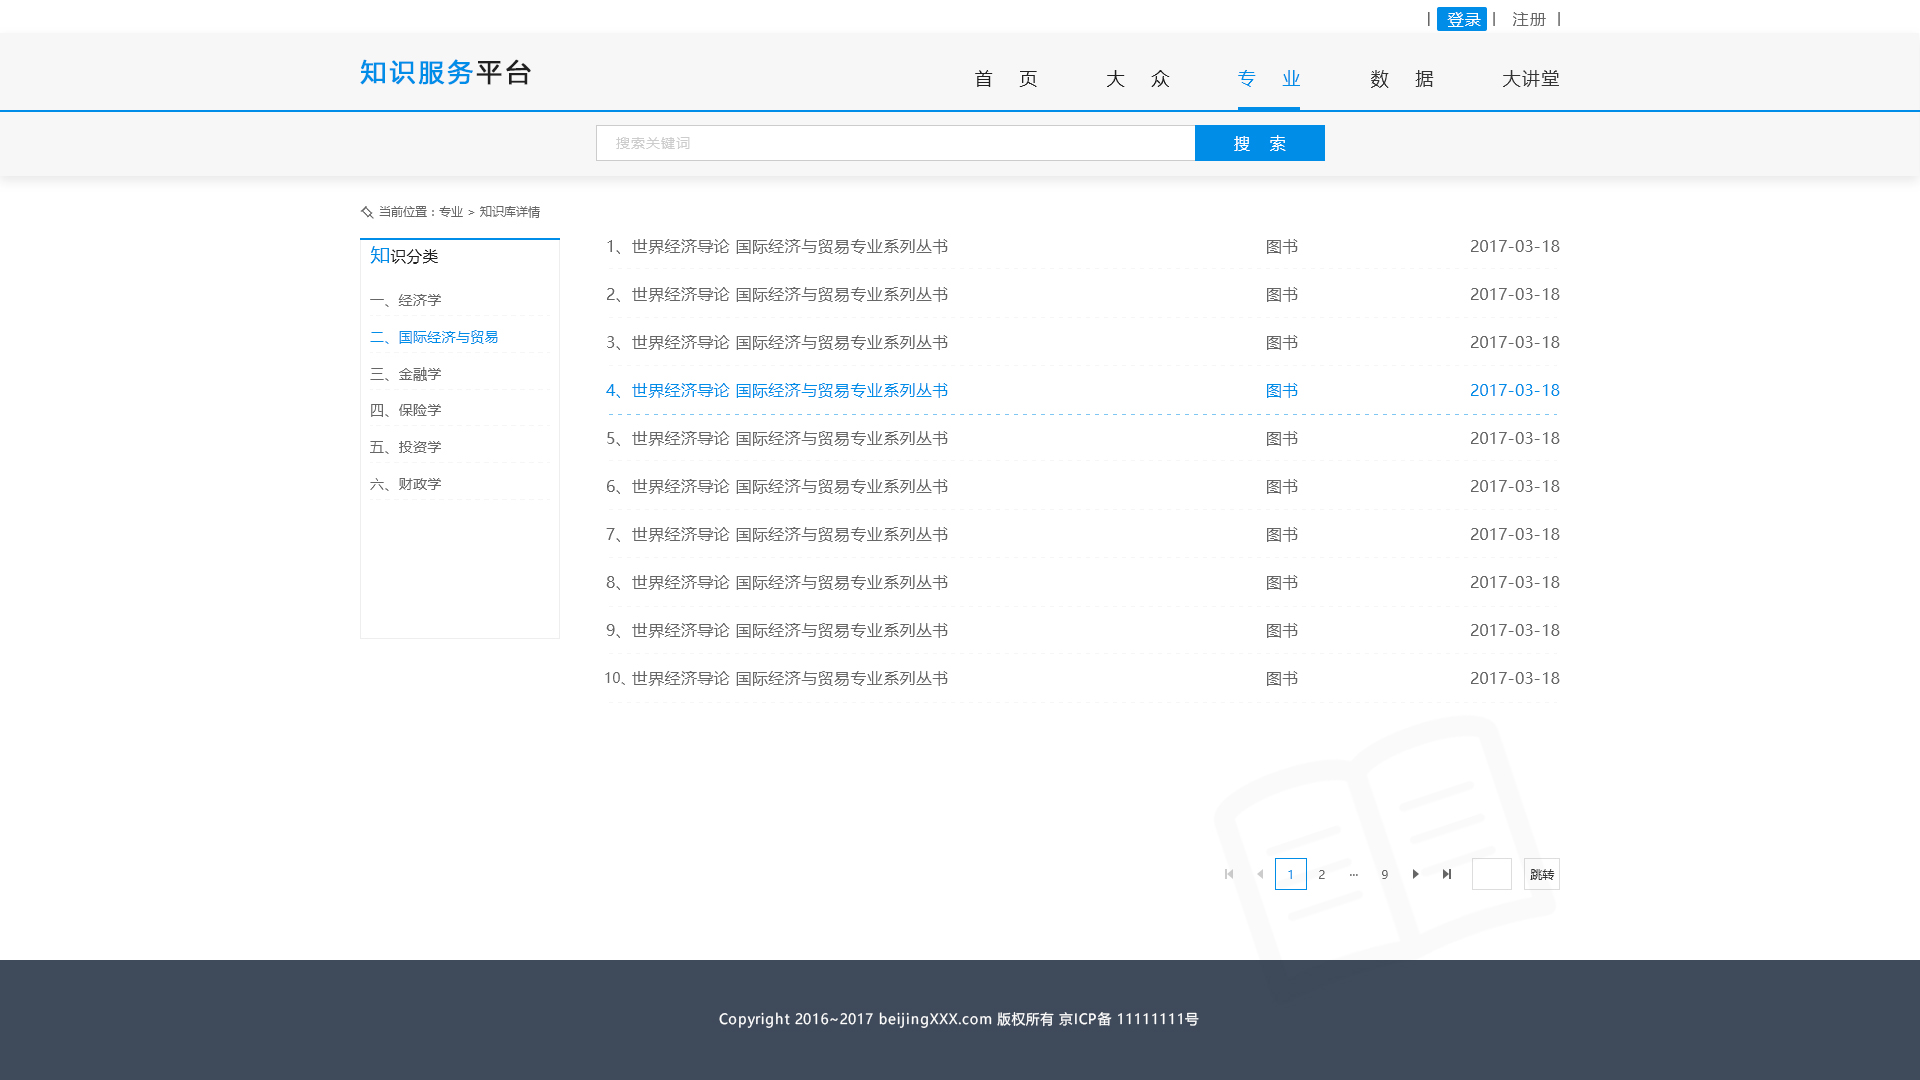 | 登录 | 注册 |
知识服务平台
首 页 大 众 专 业 数 据 大讲堂
搜索关键词 搜 索
当前位置：专业 > 知识库详情
知识分类
一、经济学
二、国际经济与贸易
三、金融学
四、保险学
五、投资学
六、财政学
1、世界经济导论 国际经济与贸易专业系列丛书 图书 2017-03-18
2、世界经济导论 国际经济与贸易专业系列丛书 图书 2017-03-18
3、世界经济导论 国际经济与贸易专业系列丛书 图书 2017-03-18
4、世界经济导论 国际经济与贸易专业系列丛书 图书 2017-03-18
5、世界经济导论 国际经济与贸易专业系列丛书 图书 2017-03-18
6、世界经济导论 国际经济与贸易专业系列丛书 图书 2017-03-18
7、世界经济导论 国际经济与贸易专业系列丛书 图书 2017-03-18
8、世界经济导论 国际经济与贸易专业系列丛书 图书 2017-03-18
9、世界经济导论 国际经济与贸易专业系列丛书 图书 2017-03-18
10、世界经济导论 国际经济与贸易专业系列丛书 图书 2017-03-18
1 2 ··· 9 跳转
Copyright 2016~2017 beijingXXX.com 版权所有 京ICP备 11111111号